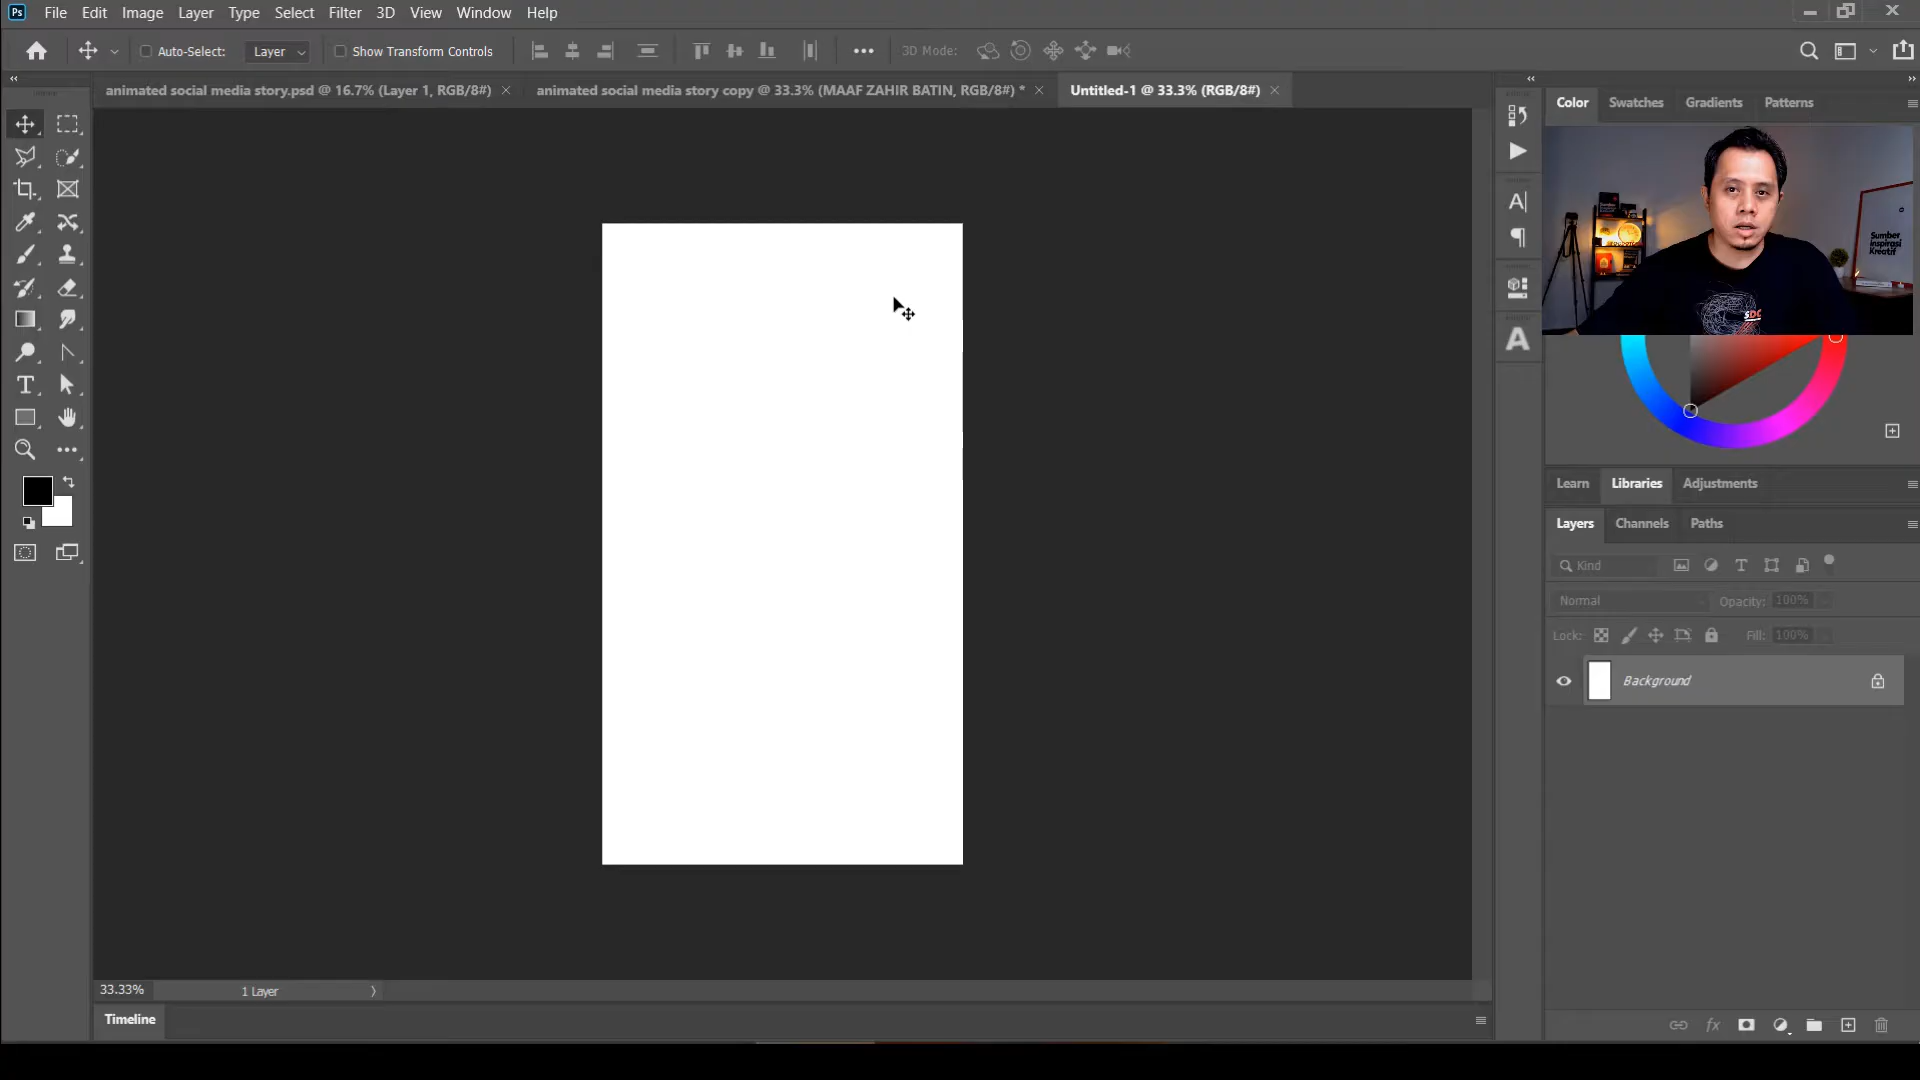 Ps File Edit Image Layer Type Select Filter 3D View Window Help
Auto-Select: Layer Show Transform Controls 3D Mode:
animated social media story.psd @ 16.7% (Layer 1, RGB/8#) animated social media story copy @ 33.3% (MAAF ZAHIR BATIN, RGB/8#) * Untitled-1 @ 33.3% (RGB/8#)
Color Swatches Gradients Patterns
Sumber
inspirasi
Kreatif
SDC
Learn Libraries Adjustments
Layers Channels Paths
Kind
Normal Opacity: 100%
Lock: Fill: 100%
Background
33.33% 1 Layer
Timeline